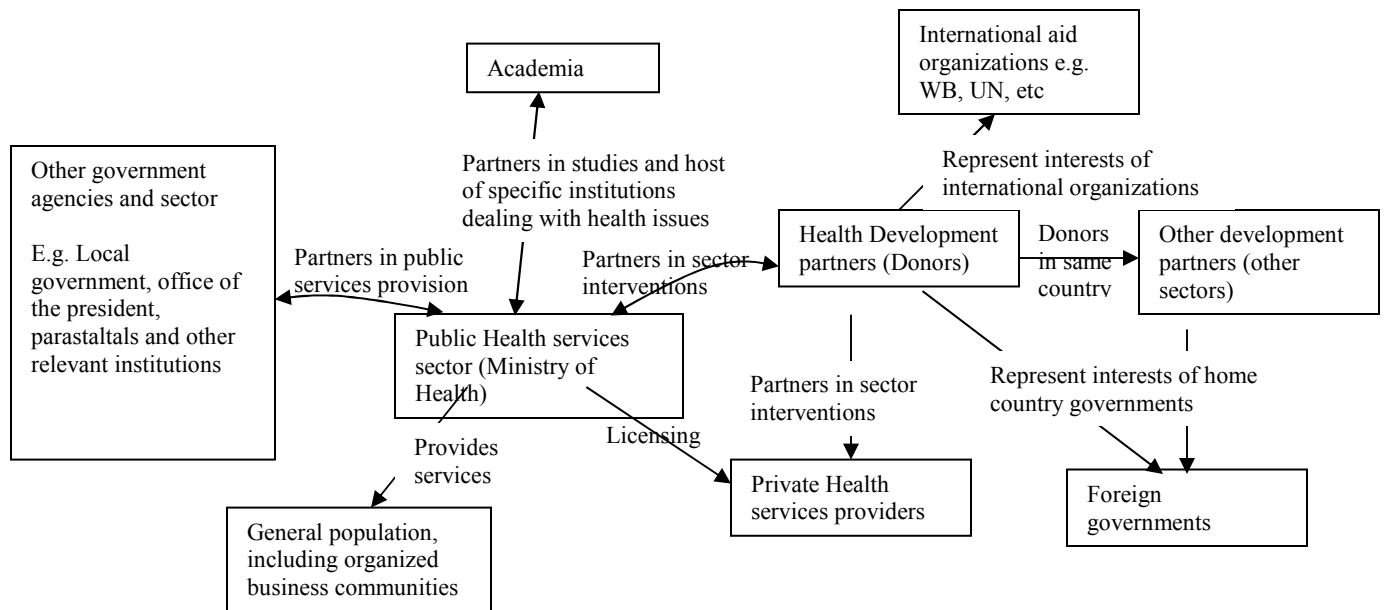 International aid
organizations e.g.
WB, UN, etc
Academia
Other government
agencies and sector
E.g. Local
government, office of
the president,
parastaltals and other
relevant institutions
Partners in studies and host
of specific institutions
dealing with health issues
Represent interests of
international organizations
Partners in public
services provision
Partners in sector
interventions
Health Development
partners (Donors)
Donors
in same
country
Other development
partners (other
sectors)
Public Health services
sector (Ministry of
Health)
Partners in sector
interventions
Represent interests of home
country governments
Provides
services
Licensing
Private Health
services providers
Foreign
governments
General population,
including organized
business communities